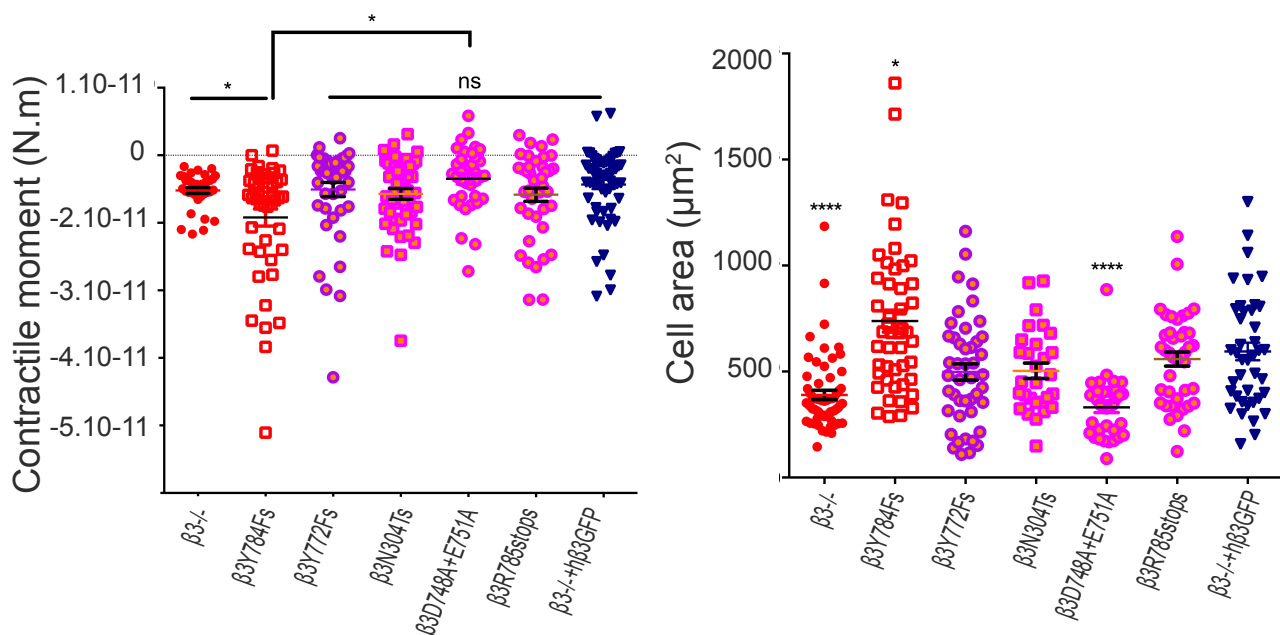 Contractile moment (N.m)
1.10-11
0
-2.10-11
-3.10-11
-4.10-11
-5.10-11
*
*
ns
β3-/-
β3Y784Fs
β3Y772Fs
β3N304Ts
β3D748A+E751A
β3R785stops
β3-/-+hβ3GFP
Cell area (µm²)
2000
1500
1000
500
0
****
*
****
β3-/-
β3Y784Fs
β3Y772Fs
β3N304Ts
β3D748A+E751A
β3R785stops
β3-/-+hβ3GFP